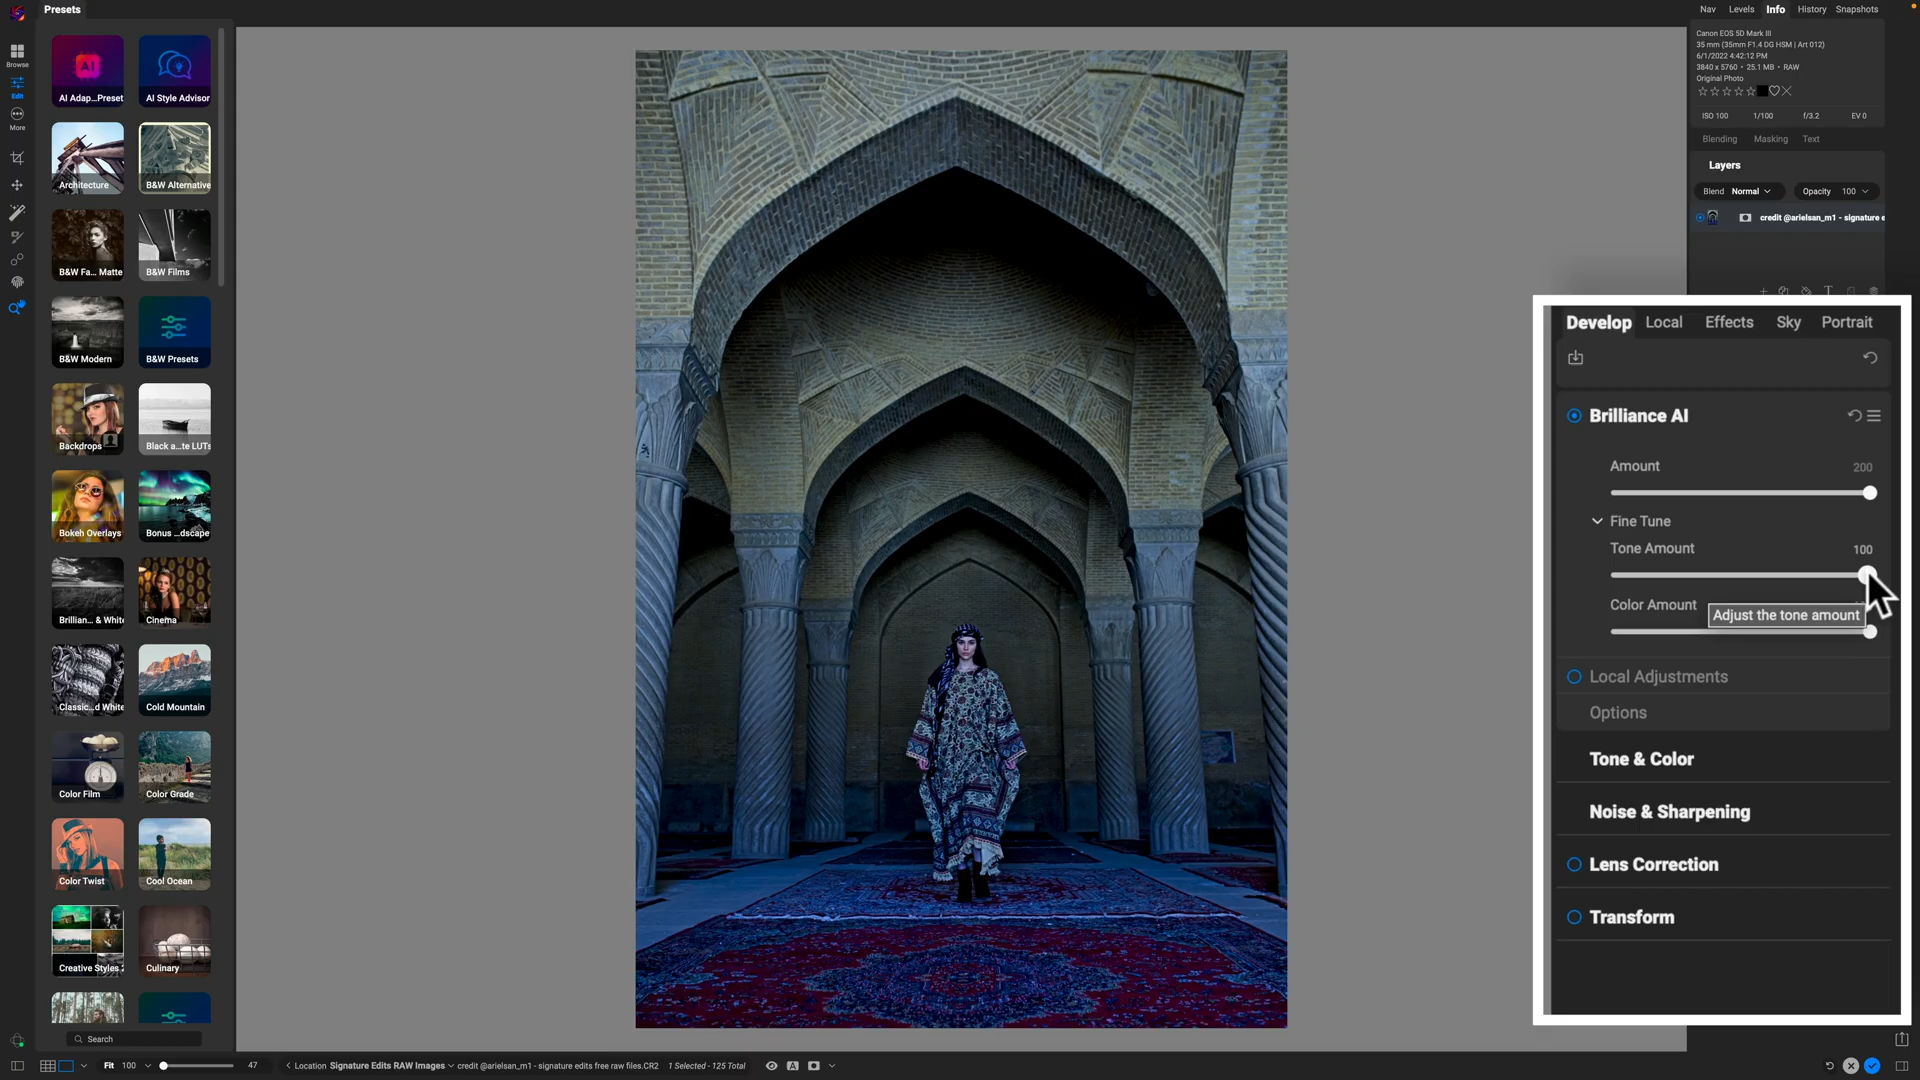 Presets
Nav Levels Info History Snapshots
Canon EOS 5D Mark III
35 mm (35mm F1.4 DG HSM | Art 012)
6/1/2022 4:42:12 PM
3840 x 5760 • 25.1 MB • RAW
Original Photo
ISO 100 1/100 f/3.2 EV 0
Blending Masking Text
Layers
Blend Normal Opacity 100
credit @arielsan_m1 - signature e
Browse
Edit
More
AI Adap...Preset
AI Style Advisor
Architecture
B&W Alternative
B&W Fa... Matte
B&W Films
B&W Modern
B&W Presets
Backdrops
Black a...te LUTs
Bokeh Overlays
Bonus ...dscape
Brillian... & White
Cinema
Classic...d White
Cold Mountain
Color Film
Color Grade
Color Twist
Cool Ocean
Creative Styles 2
Culinary
Search
Develop Local Effects Sky Portrait
Brilliance AI
Amount 200
Fine Tune
Tone Amount 100
Color Amount
Adjust the tone amount
Local Adjustments
Options
Tone & Color
Noise & Sharpening
Lens Correction
Transform
Fit 100 47 Location Signature Edits RAW Images credit @arielsan_m1 - signature edits free raw files.CR2 1 Selected - 125 Total A